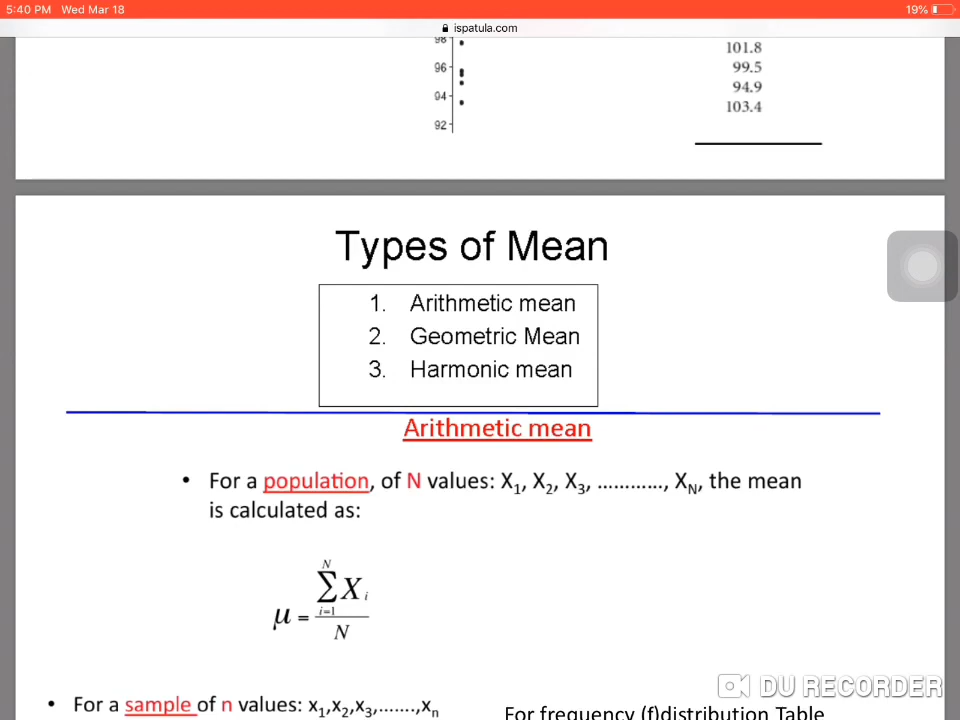 5:40 PM Wed Mar 18
19%
ispatula.com
98
96
94
92
101.8
99.5
94.9
103.4
Types of Mean
1. Arithmetic mean
2. Geometric Mean
3. Harmonic mean
Arithmetic mean
• For a population, of N values: X1, X2, X3, …………, XN, the mean
is calculated as:
μ = ∑_{i=1}^{N} X_i / N
• For a sample of n values: x1,x2,x3,…….,xn
For frequency (f)distribution Table
DU RECORDER